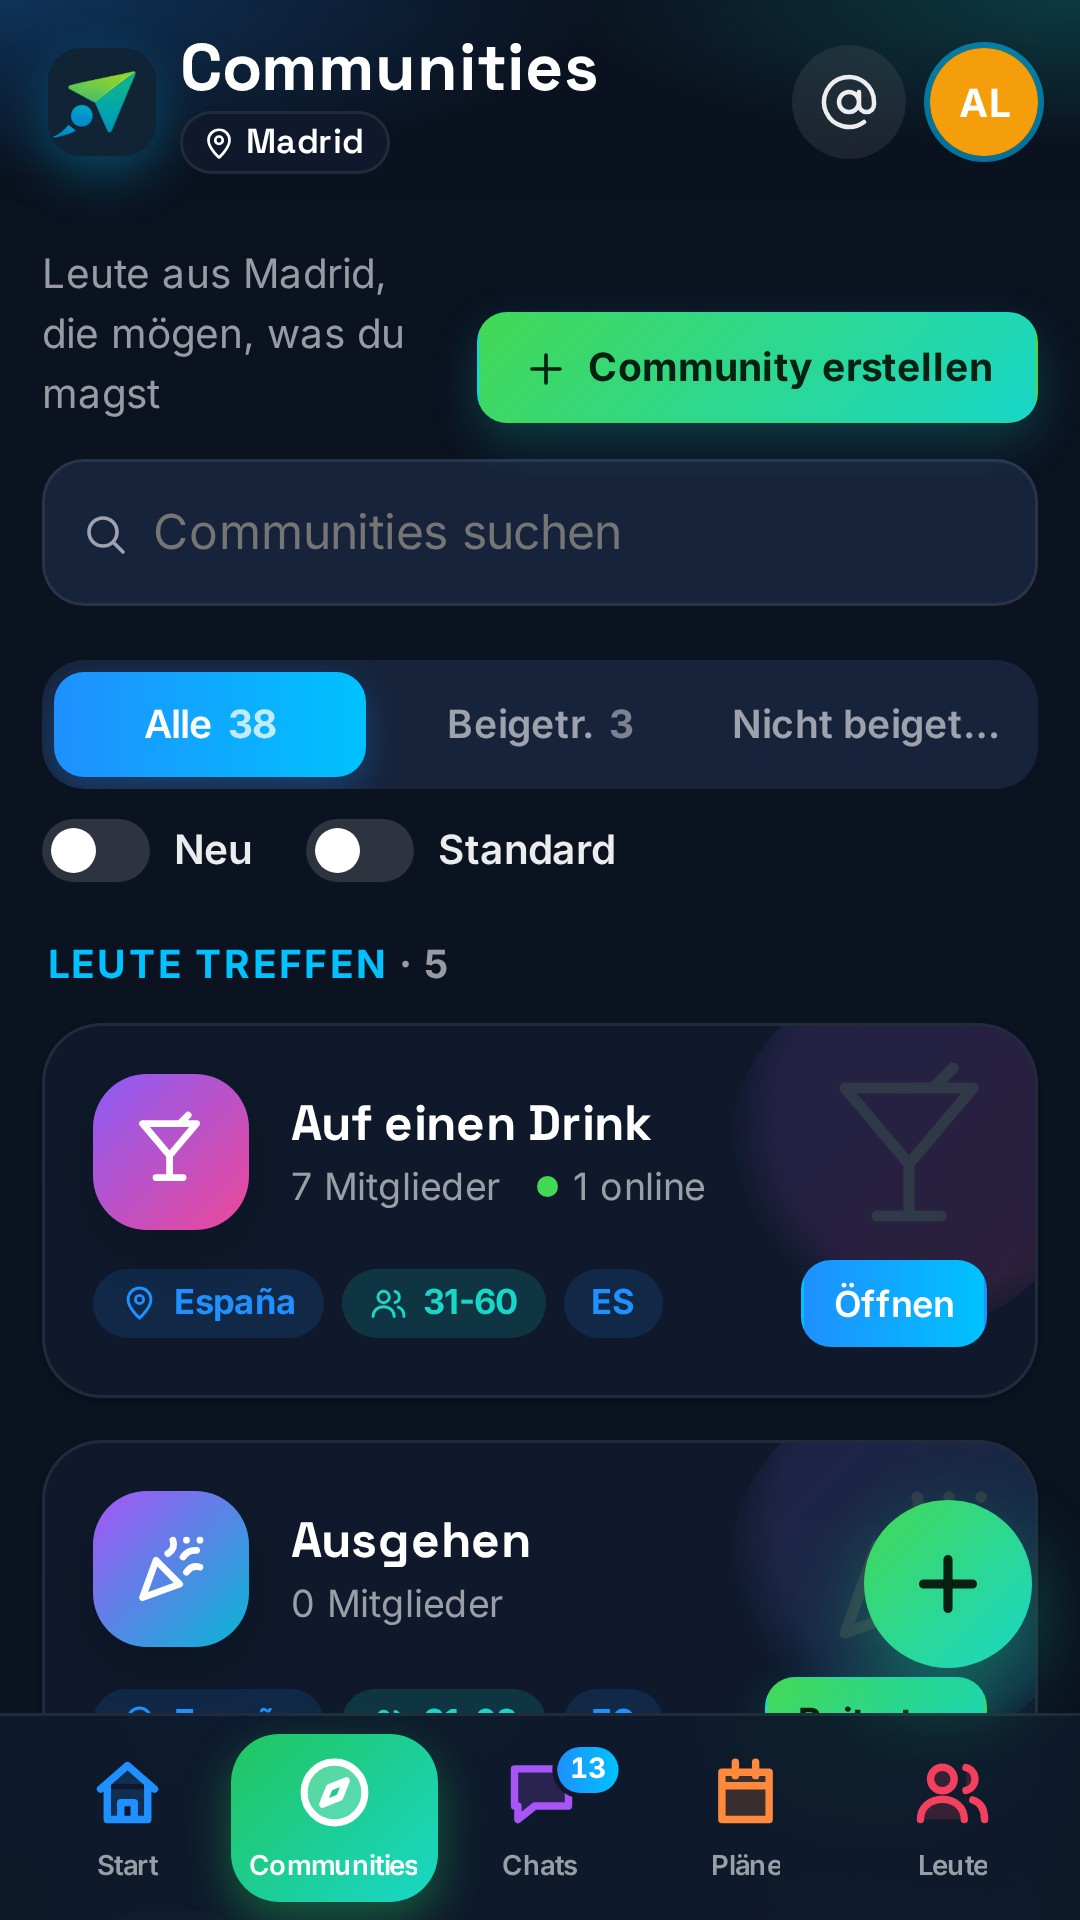 Communities
Madrid
AL
Leute aus Madrid,
die mögen, was du
magst
Community erstellen
Communities suchen
Alle 38
Beigetr. 3
Nicht beiget...
Neu
Standard
LEUTE TREFFEN · 5
Auf einen Drink
7 Mitglieder
1 online
España
31-60
ES
Öffnen
Ausgehen
0 Mitglieder
13
Start
Communities
Chats
Pläne
Leute